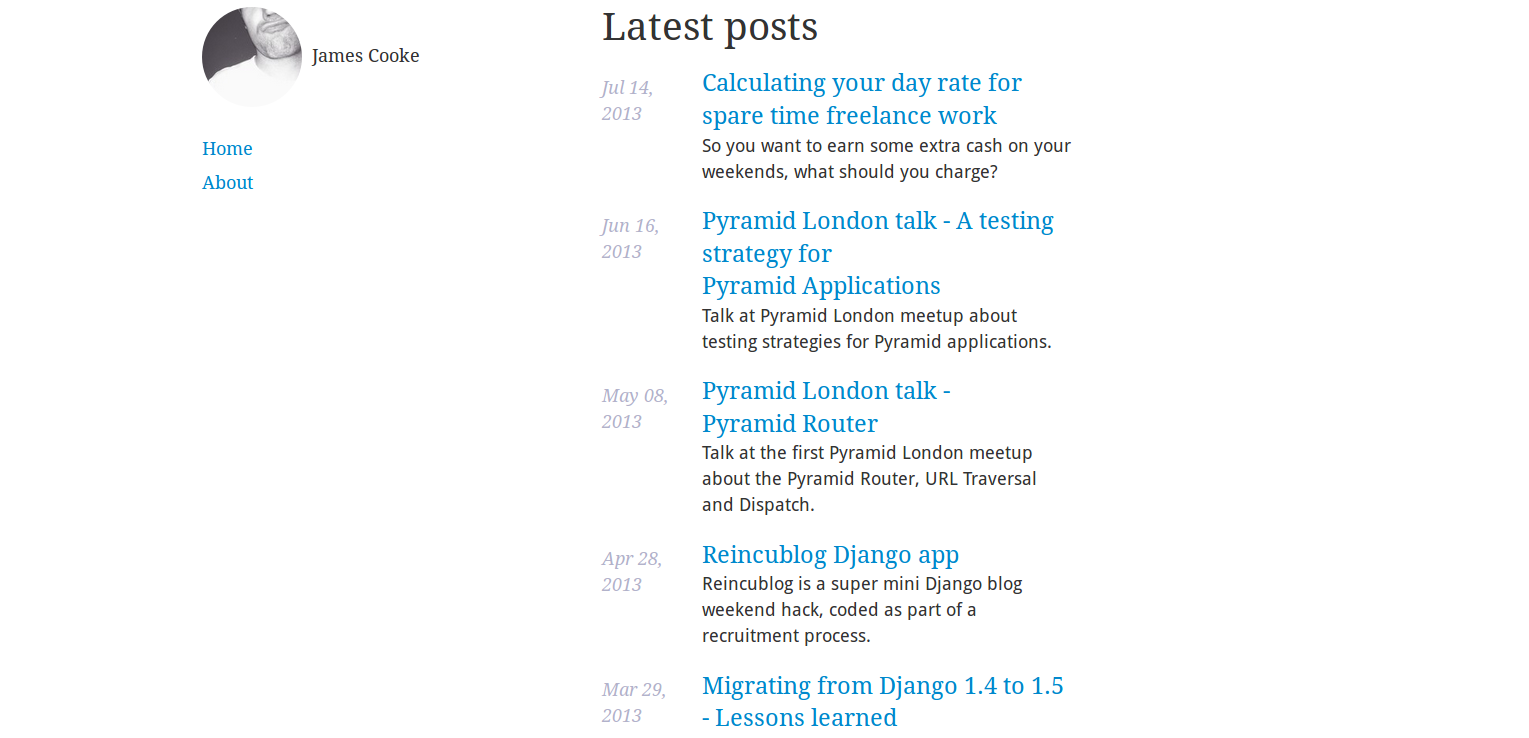 James Cooke
Home
About
Latest posts
Jul 14,
2013
Calculating your day rate for
spare time freelance work
So you want to earn some extra cash on your
weekends, what should you charge?
Jun 16,
2013
Pyramid London talk - A testing
strategy for
Pyramid Applications
Talk at Pyramid London meetup about
testing strategies for Pyramid applications.
May 08,
2013
Pyramid London talk -
Pyramid Router
Talk at the first Pyramid London meetup
about the Pyramid Router, URL Traversal
and Dispatch.
Apr 28,
2013
Reincublog Django app
Reincublog is a super mini Django blog
weekend hack, coded as part of a
recruitment process.
Mar 29,
2013
Migrating from Django 1.4 to 1.5
- Lessons learned